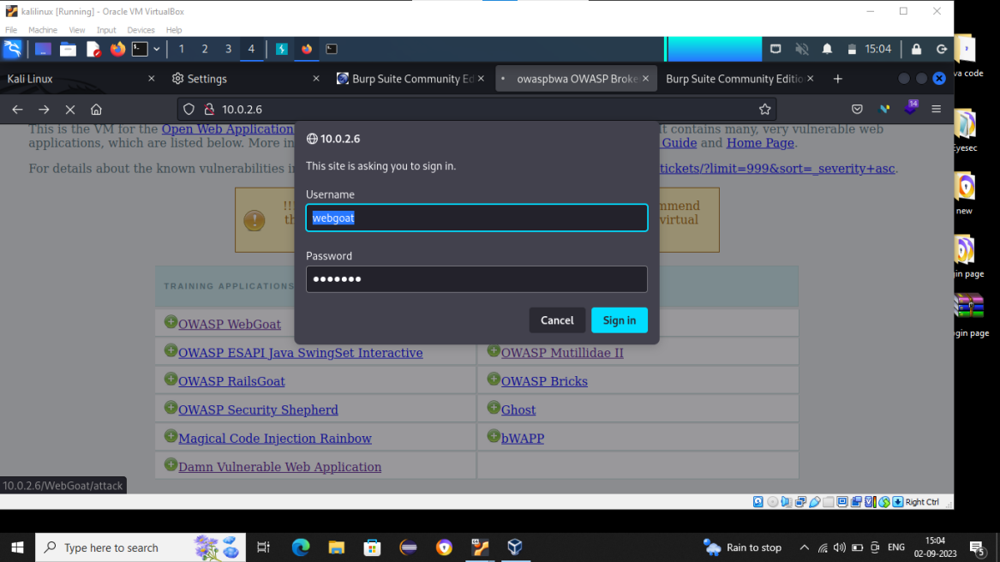 kalilinux [Running] - Oracle VM VirtualBox
File Machine View Input Devices Help
1 2 3 4 15:04
Kali Linux Settings Burp Suite Community Ed owaspbwa OWASP Broke Burp Suite Community Editio
10.0.2.6 14
This is the VM for the Open Web Application t contains many, very vulnerable web
applications, which are listed below. More in Guide and Home Page.
For details about the known vulnerabilities i tickets/?limit=999&sort=_severity+asc.
!!! mmend
th virtual
10.0.2.6
This site is asking you to sign in.
Username
webgoat
Password
Cancel Sign in
TRAINING APPLICATIONS
OWASP WebGoat
OWASP ESAPI Java SwingSet Interactive OWASP Mutillidae II
OWASP RailsGoat OWASP Bricks
OWASP Security Shepherd Ghost
Magical Code Injection Rainbow bWAPP
Damn Vulnerable Web Application
10.0.2.6/WebGoat/attack
Right Ctrl
va code
Eyesec
new
in page
gin page
Type here to search
Rain to stop ENG 15:04
02-09-2023 5